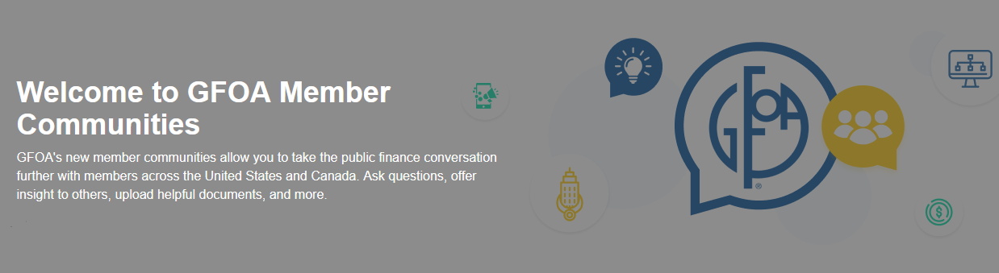 Welcome to GFOA Member
Communities
GFOA's new member communities allow you to take the public finance conversation
further with members across the United States and Canada. Ask questions, offer
insight to others, upload helpful documents, and more.
GFOA
®
$